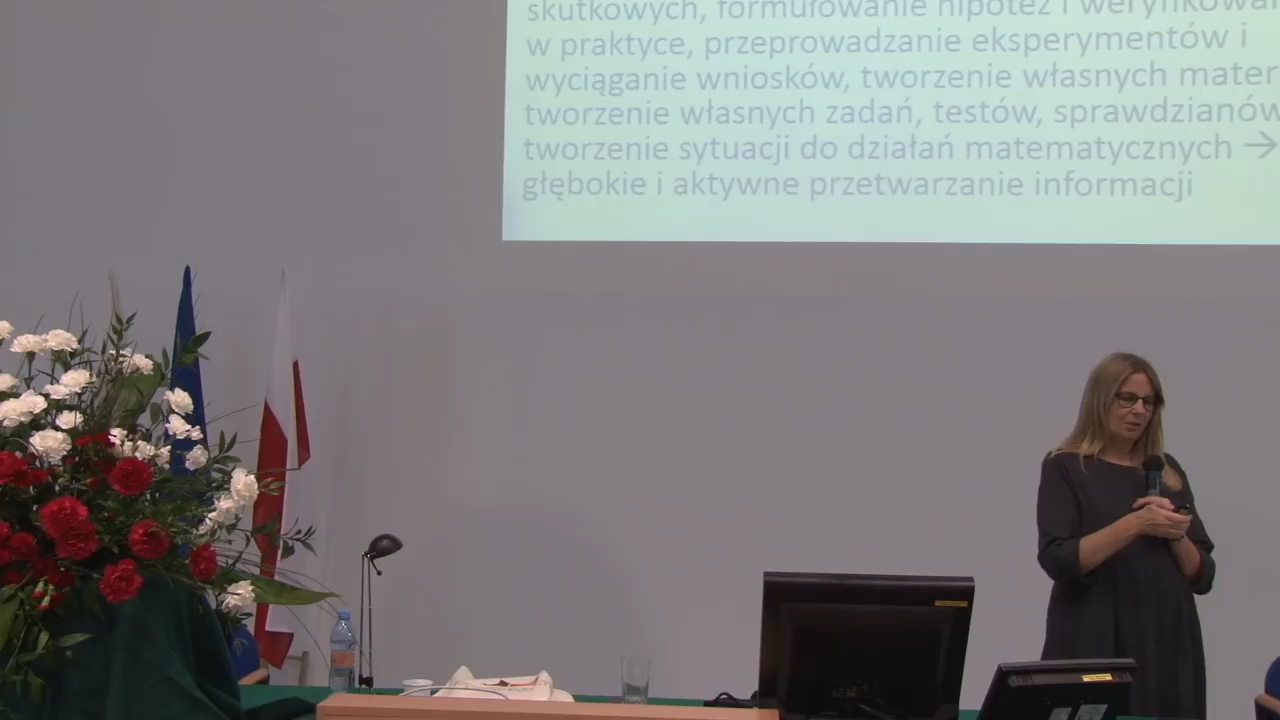 skutkowych, formułowanie hipotez i weryfikowan
w praktyce, przeprowadzanie eksperymentów i
wyciąganie wniosków, tworzenie własnych mater
tworzenie własnych zadań, testów, sprawdzianów
tworzenie sytuacji do działań matematycznych →
głębokie i aktywne przetwarzanie informacji